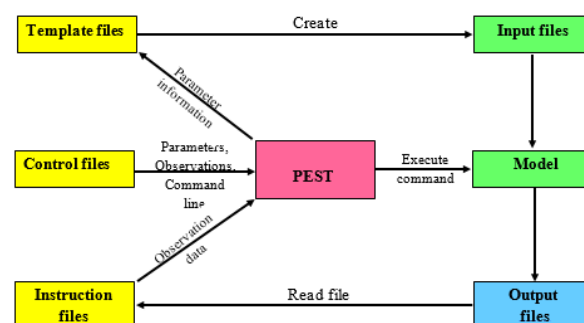 Template files
Create
Input files
Parameter
information
Control files
Parameters,
Observations,
Command
line
PEST
Execute
command
Model
Observation
data
Instruction
files
Read file
Output
files